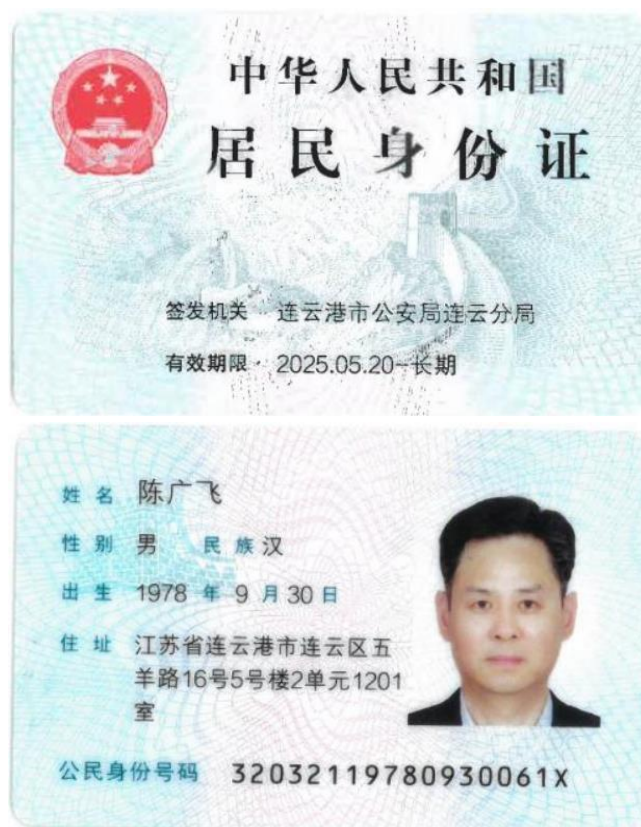 中华人民共和国
居民身份证
签发机关 连云港市公安局连云分局
有效期限 2025.05.20-长期
姓名 陈广飞
性别 男 民族 汉
出生 1978 年 9 月 30 日
住址 江苏省连云港市连云区五
羊路16号5号楼2单元1201
室
公民身份号码 32032119780930061X